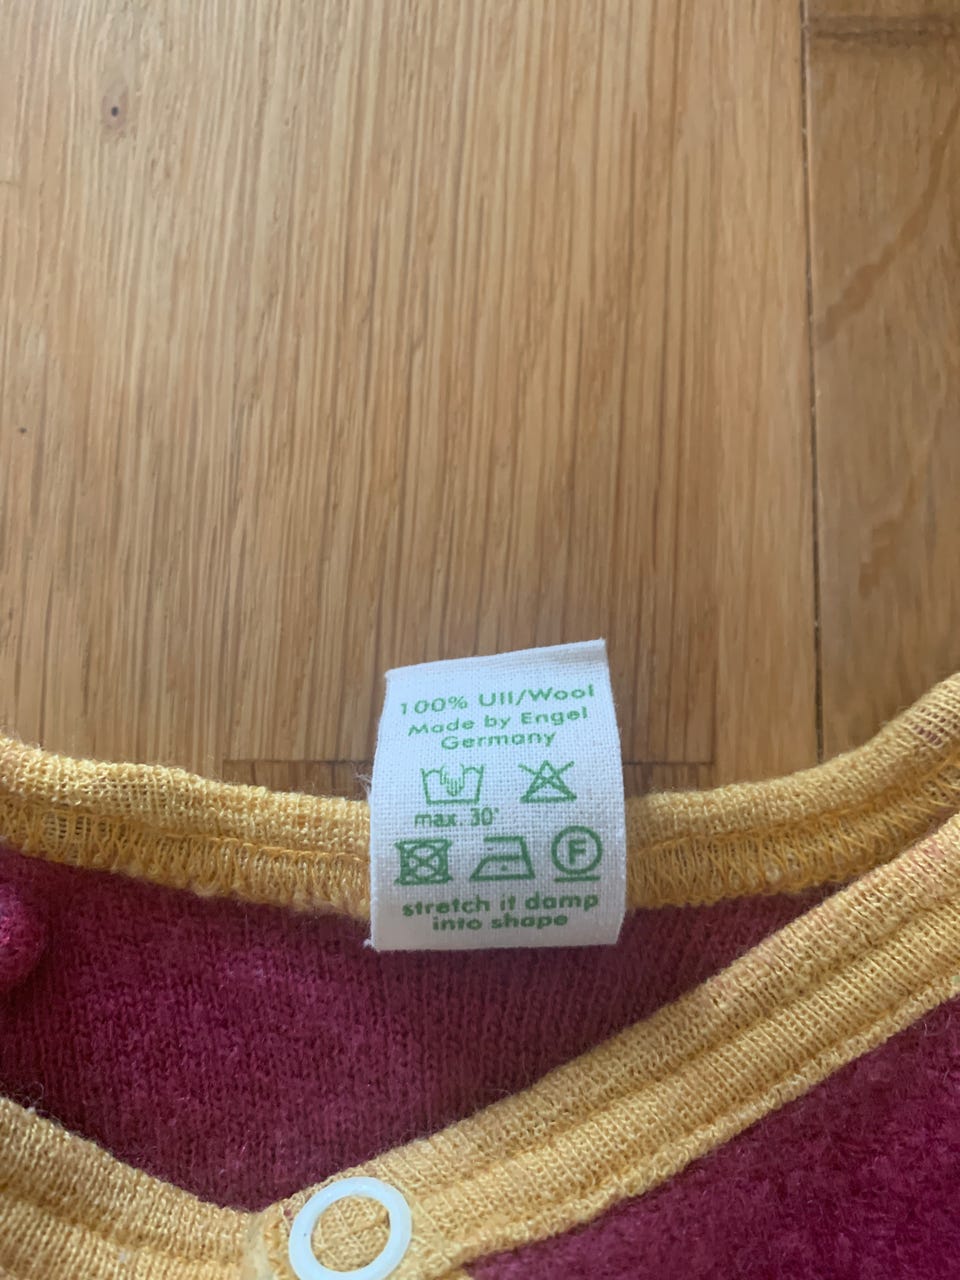 100% Ull/Wool
Made by Engel
Germany
max. 30°
F
stretch it damp
into shape